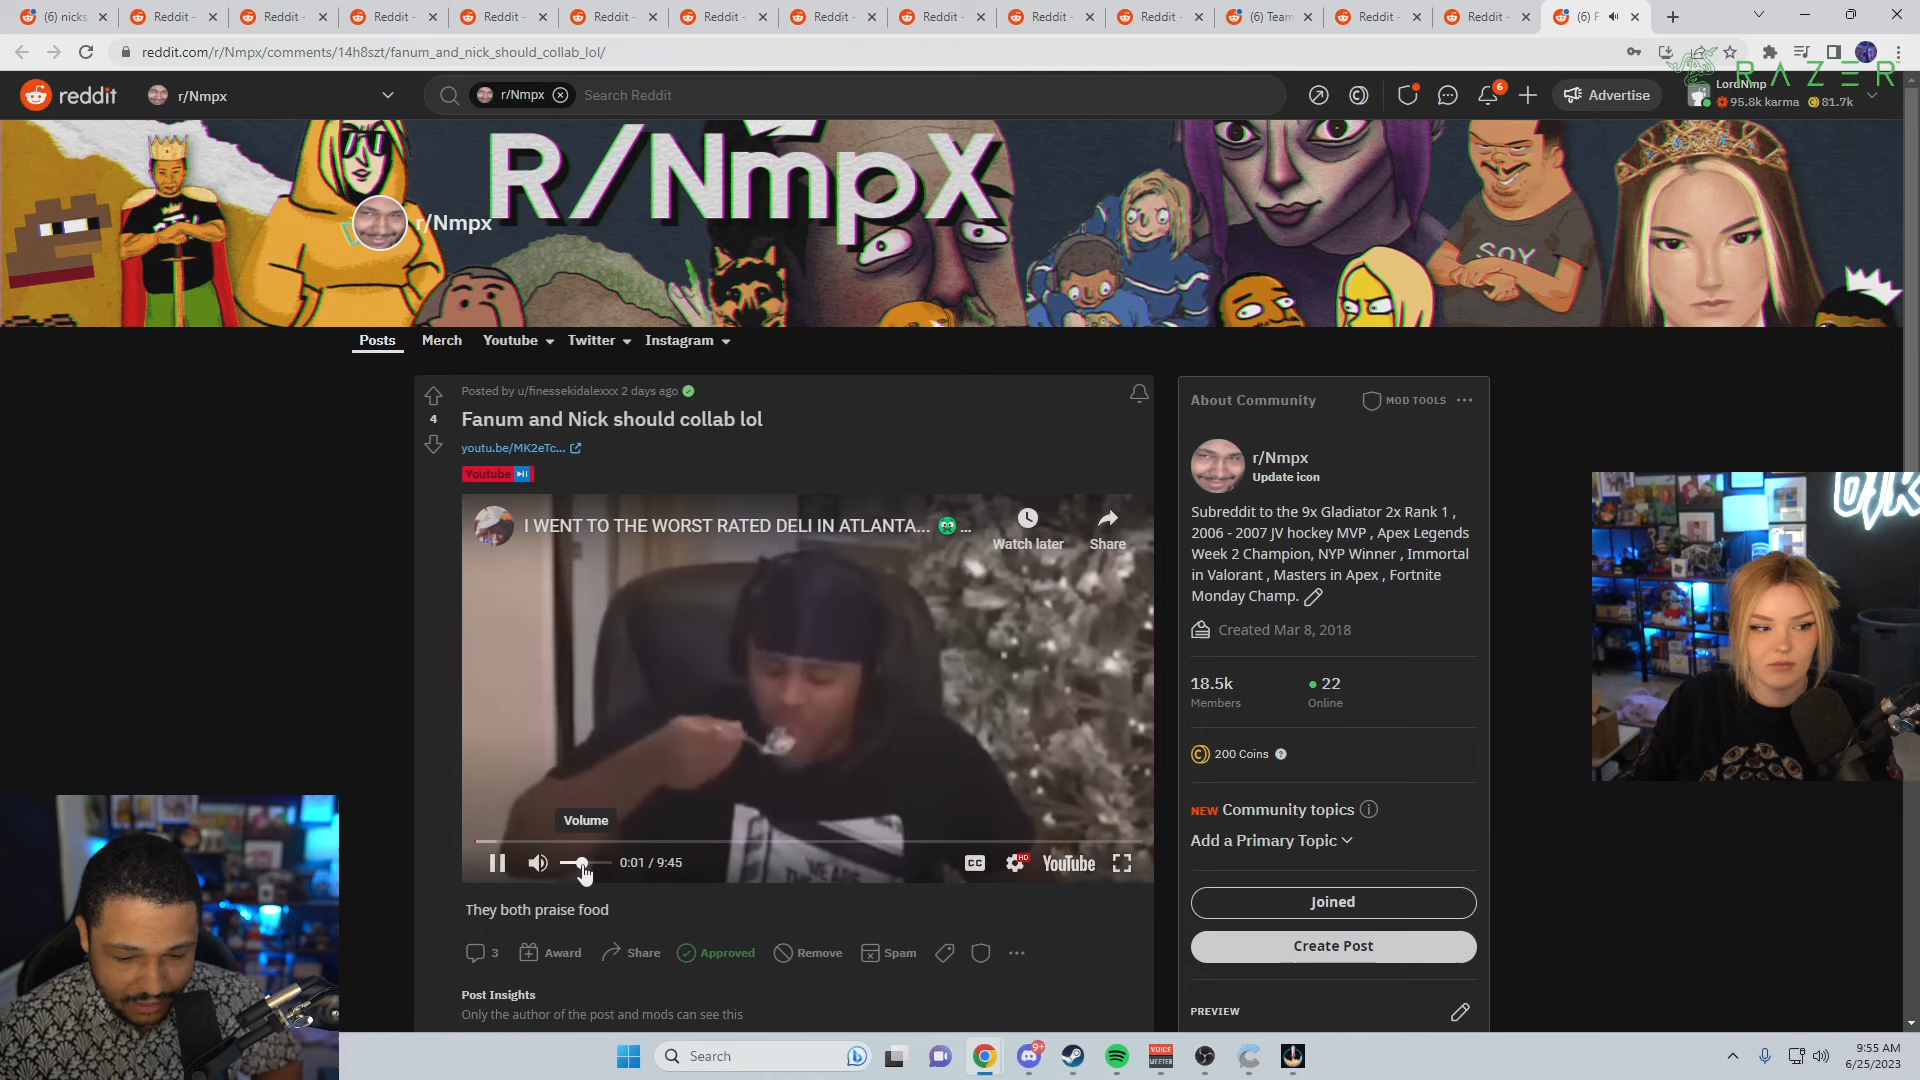 (6) nicks
Reddit -
Reddit -
Reddit -
Reddit -
Reddit -
Reddit -
Reddit -
Reddit -
Reddit -
Reddit -
(6) Team
Reddit -
Reddit -
(6) F
reddit.com/r/Nmpx/comments/14h8szt/fanum_and_nick_should_collab_lol/
RAZER
reddit
r/Nmpx
r/Nmpx
Search Reddit
6
Advertise
LordNmp
95.8k karma
81.7k
R/NmpX
r/Nmpx
SOY
Posts
Merch
Youtube
Twitter
Instagram
Posted by u/finessekidalexxx 2 days ago
4
Fanum and Nick should collab lol
youtu.be/MK2eTc...
Youtube
I WENT TO THE WORST RATED DELI IN ATLANTA... ...
Watch later
Share
Volume
0:01 / 9:45
CC
HD
YouTube
They both praise food
3
Award
Share
Approved
Remove
Spam
Post Insights
Only the author of the post and mods can see this
About Community
MOD TOOLS
r/Nmpx
Update icon
Subreddit to the 9x Gladiator 2x Rank 1 ,
2006 - 2007 JV hockey MVP , Apex Legends
Week 2 Champion, NYP Winner , Immortal
in Valorant , Masters in Apex , Fortnite
Monday Champ.
Created Mar 8, 2018
18.5k
Members
22
Online
200 Coins
NEW Community topics
Add a Primary Topic
Joined
Create Post
PREVIEW
Search
9+
VOICE
MEETER
9:55 AM
6/25/2023